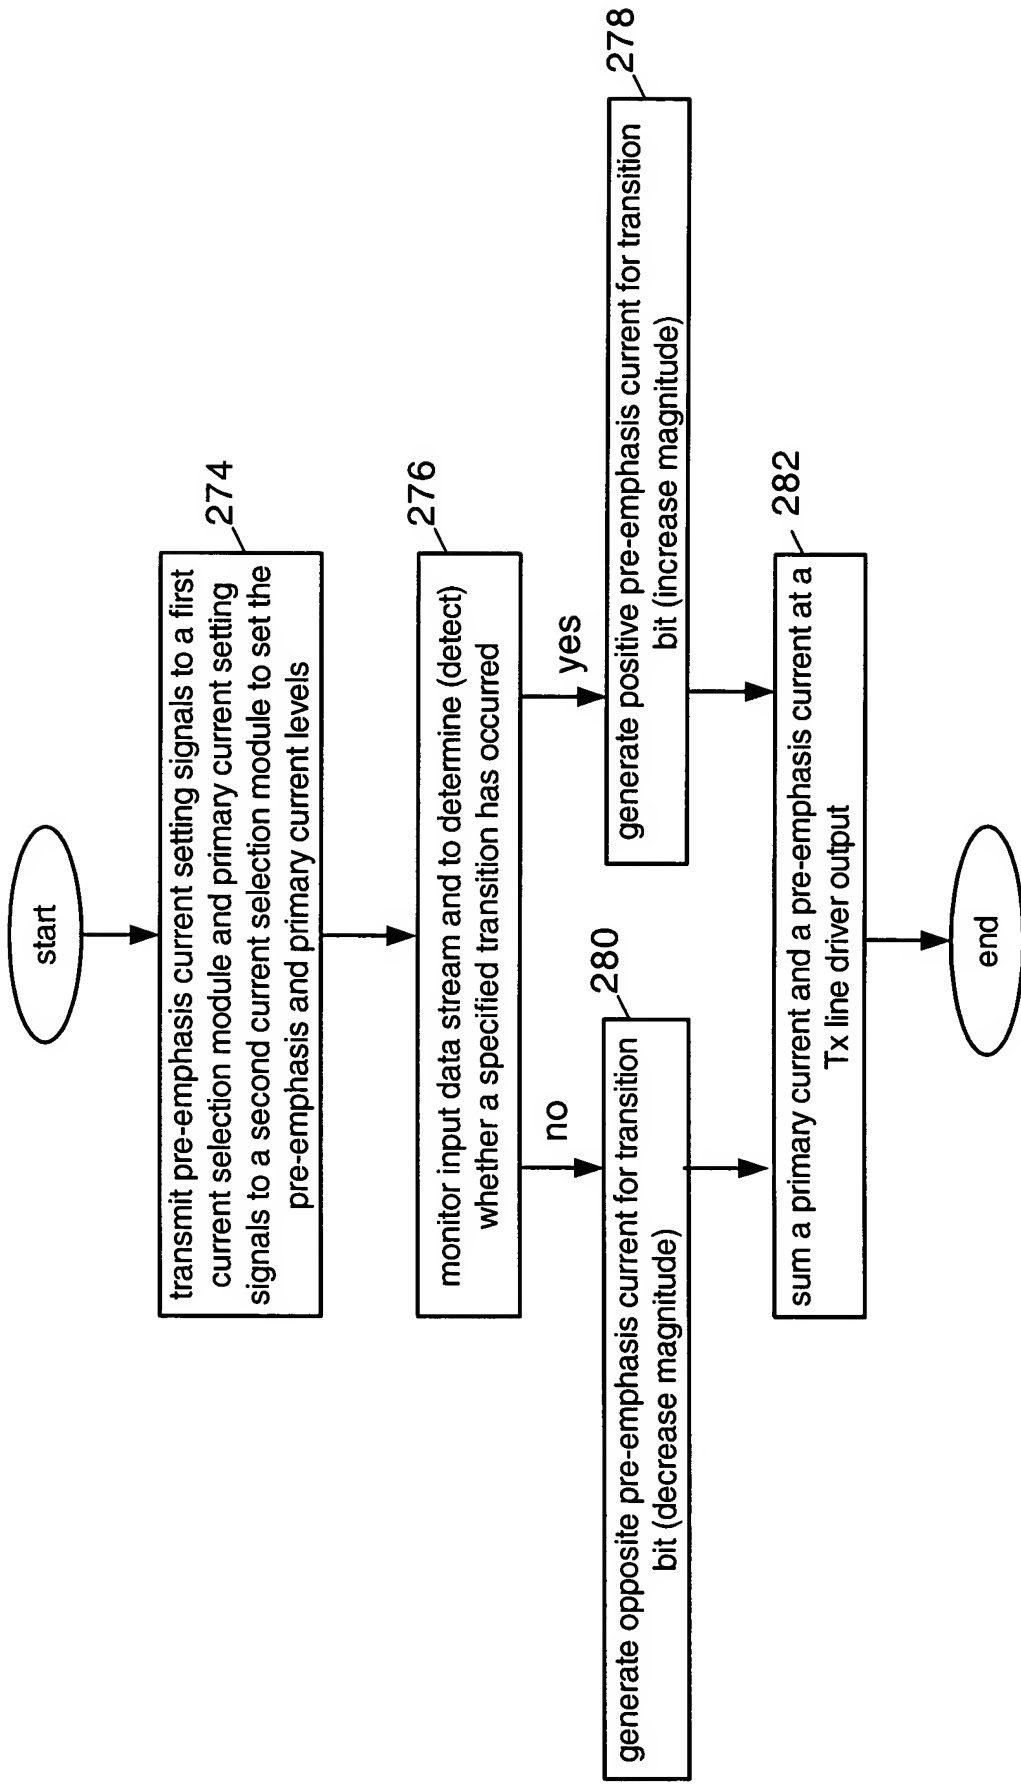 start
274
transmit pre-emphasis current setting signals to a first
current selection module and primary current setting
signals to a second current selection module to set the
pre-emphasis and primary current levels
276
monitor input data stream and to determine (detect)
whether a specified transition has occurred
no
yes
280
generate opposite pre-emphasis current for transition
bit (decrease magnitude)
278
generate positive pre-emphasis current for transition
bit (increase magnitude)
282
sum a primary current and a pre-emphasis current at a
Tx line driver output
end